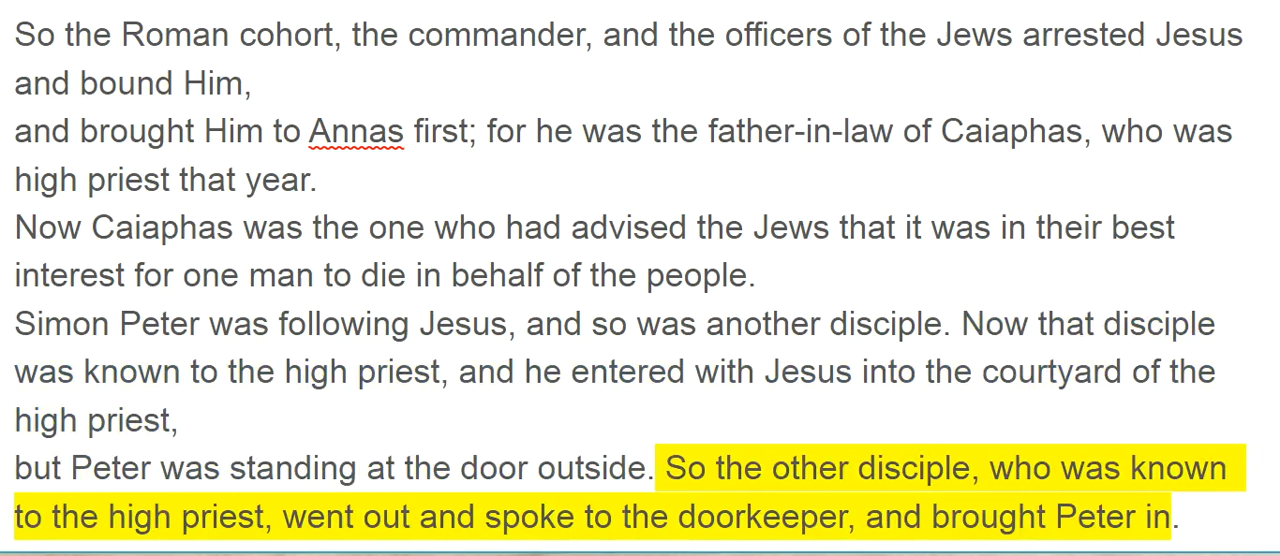 So the Roman cohort, the commander, and the officers of the Jews arrested Jesus
and bound Him,
and brought Him to Annas first; for he was the father-in-law of Caiaphas, who was
high priest that year.
Now Caiaphas was the one who had advised the Jews that it was in their best
interest for one man to die in behalf of the people.
Simon Peter was following Jesus, and so was another disciple. Now that disciple
was known to the high priest, and he entered with Jesus into the courtyard of the
high priest,
but Peter was standing at the door outside. So the other disciple, who was known
to the high priest, went out and spoke to the doorkeeper, and brought Peter in.